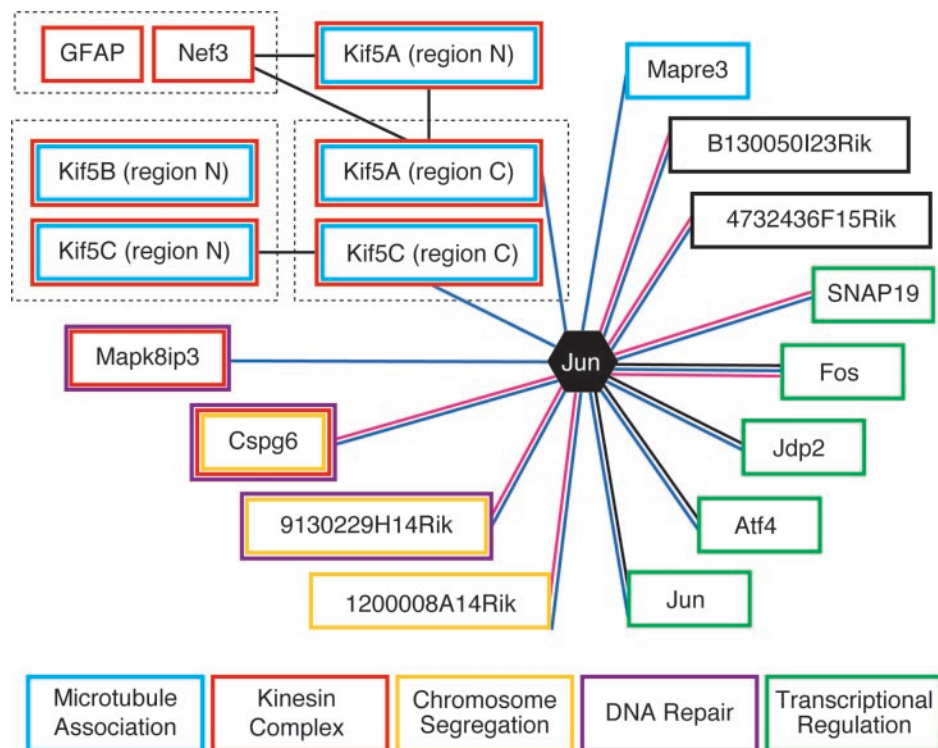 GFAP
Nef3
Kif5A (region N)
Mapre3
B130050I23Rik
Kif5B (region N)
Kif5A (region C)
4732436F15Rik
Kif5C (region N)
Kif5C (region C)
SNAP19
Mapk8ip3
Jun
Fos
Cspg6
Jdp2
9130229H14Rik
Atf4
1200008A14Rik
Jun
Microtubule
Association
Kinesin
Complex
Chromosome
Segregation
DNA Repair
Transcriptional
Regulation